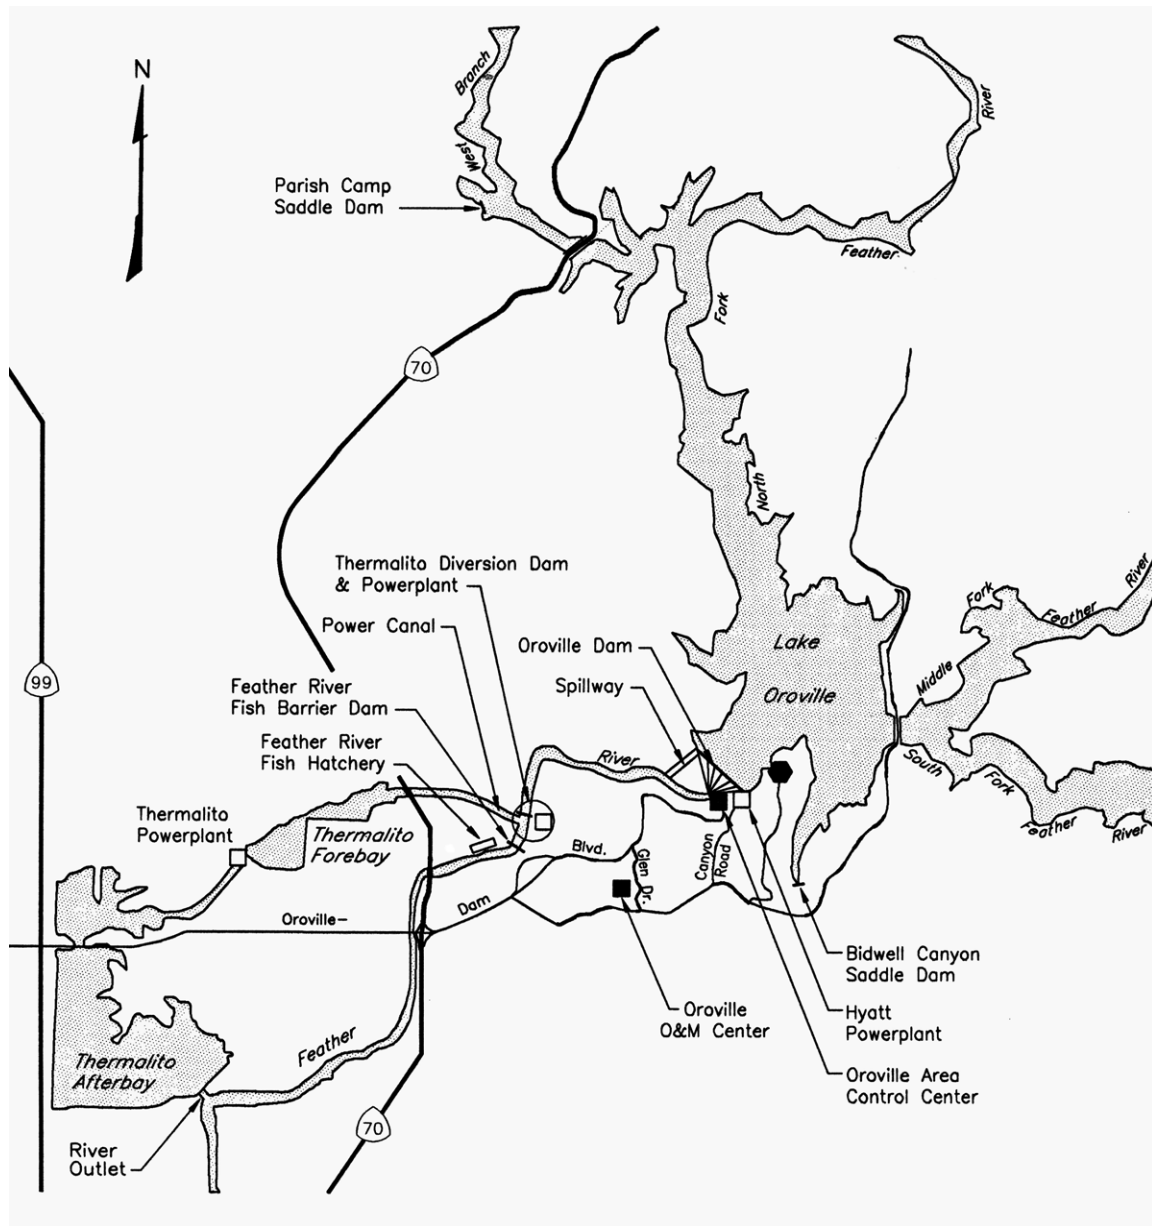 N
Branch
West
River
Parish Camp
Saddle Dam
Feather
Fork
70
North
Thermalito Diversion Dam
& Powerplant
Power Canal
Oroville Dam
Spillway
Lake
Oroville
Fork
Feather
River
Middle
99
Feather River
Fish Barrier Dam
Feather River
Fish Hatchery
River
South
Fork
Feather
River
Thermalito
Powerplant
Thermalito
Forebay
Blvd.
Glen Dr.
Canyon
Road
Oroville–
Dam
Bidwell Canyon
Saddle Dam
Oroville
O&M Center
Hyatt
Powerplant
Feather
Thermalito
Afterbay
Oroville Area
Control Center
70
River
Outlet